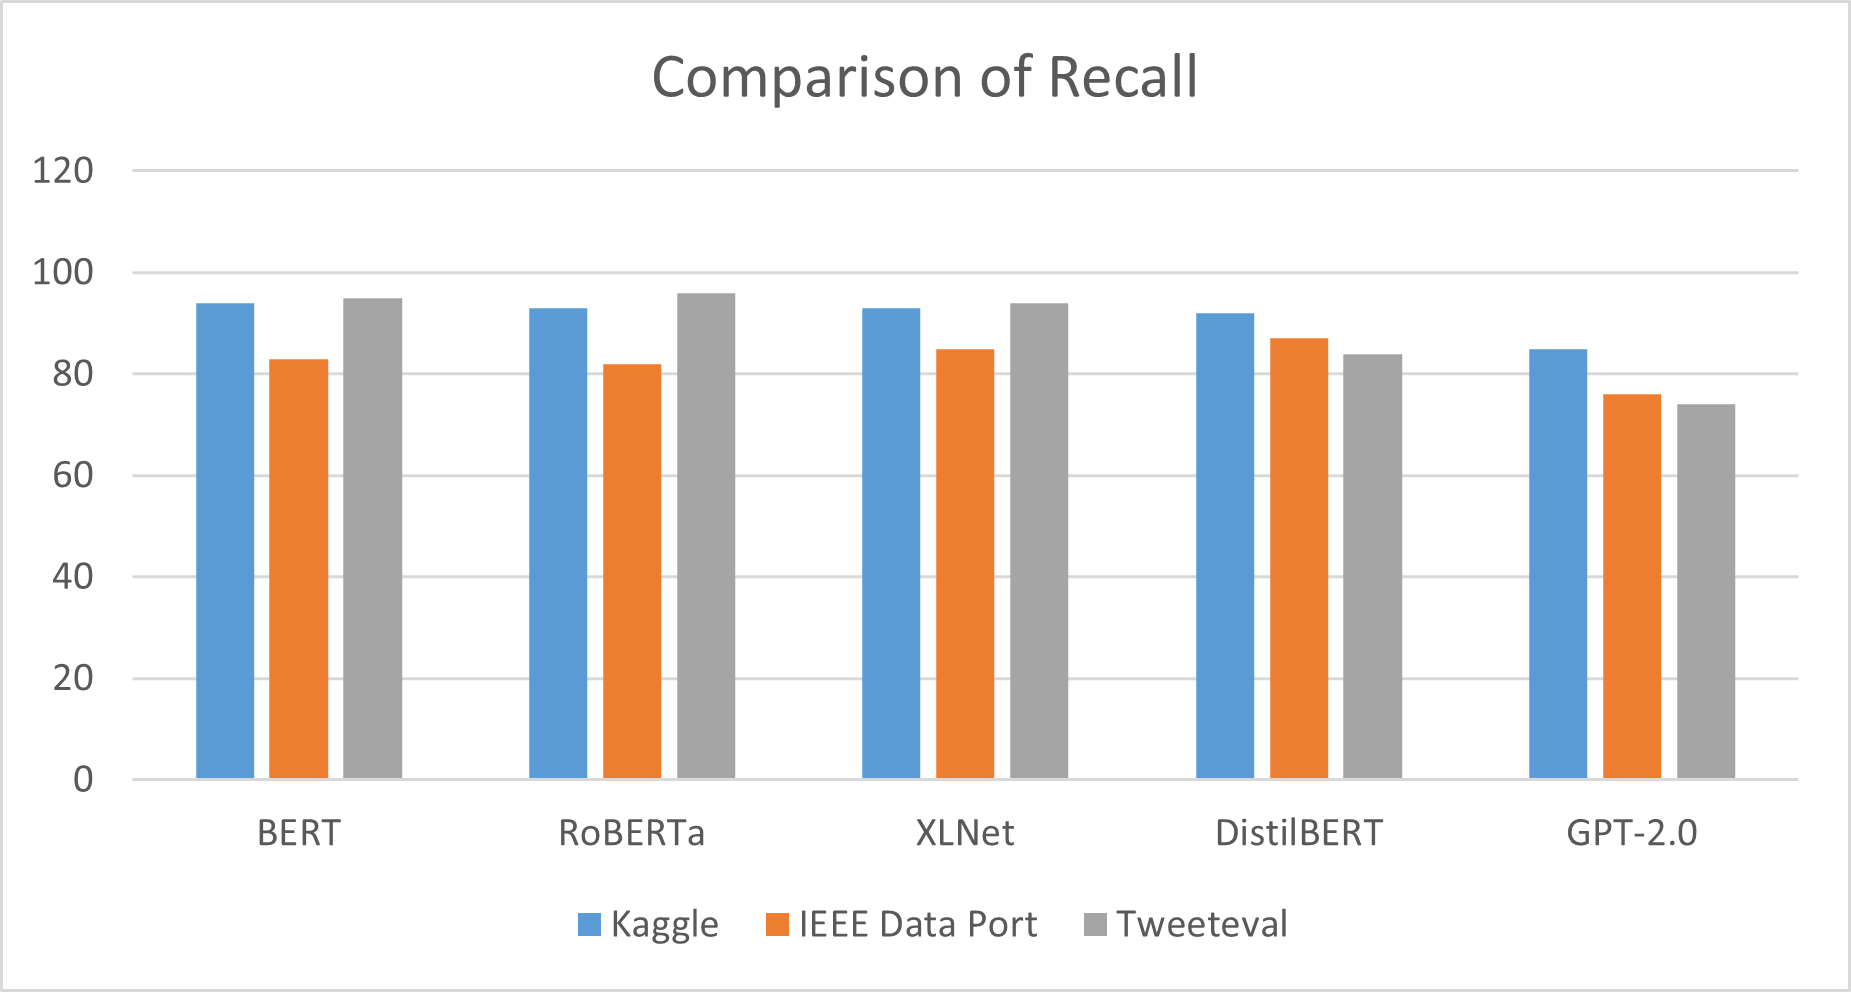 Comparison of Recall
120
100
80
60
40
20
0
BERT RoBERTa XLNet DistilBERT GPT-2.0
Kaggle IEEE Data Port Tweeteval